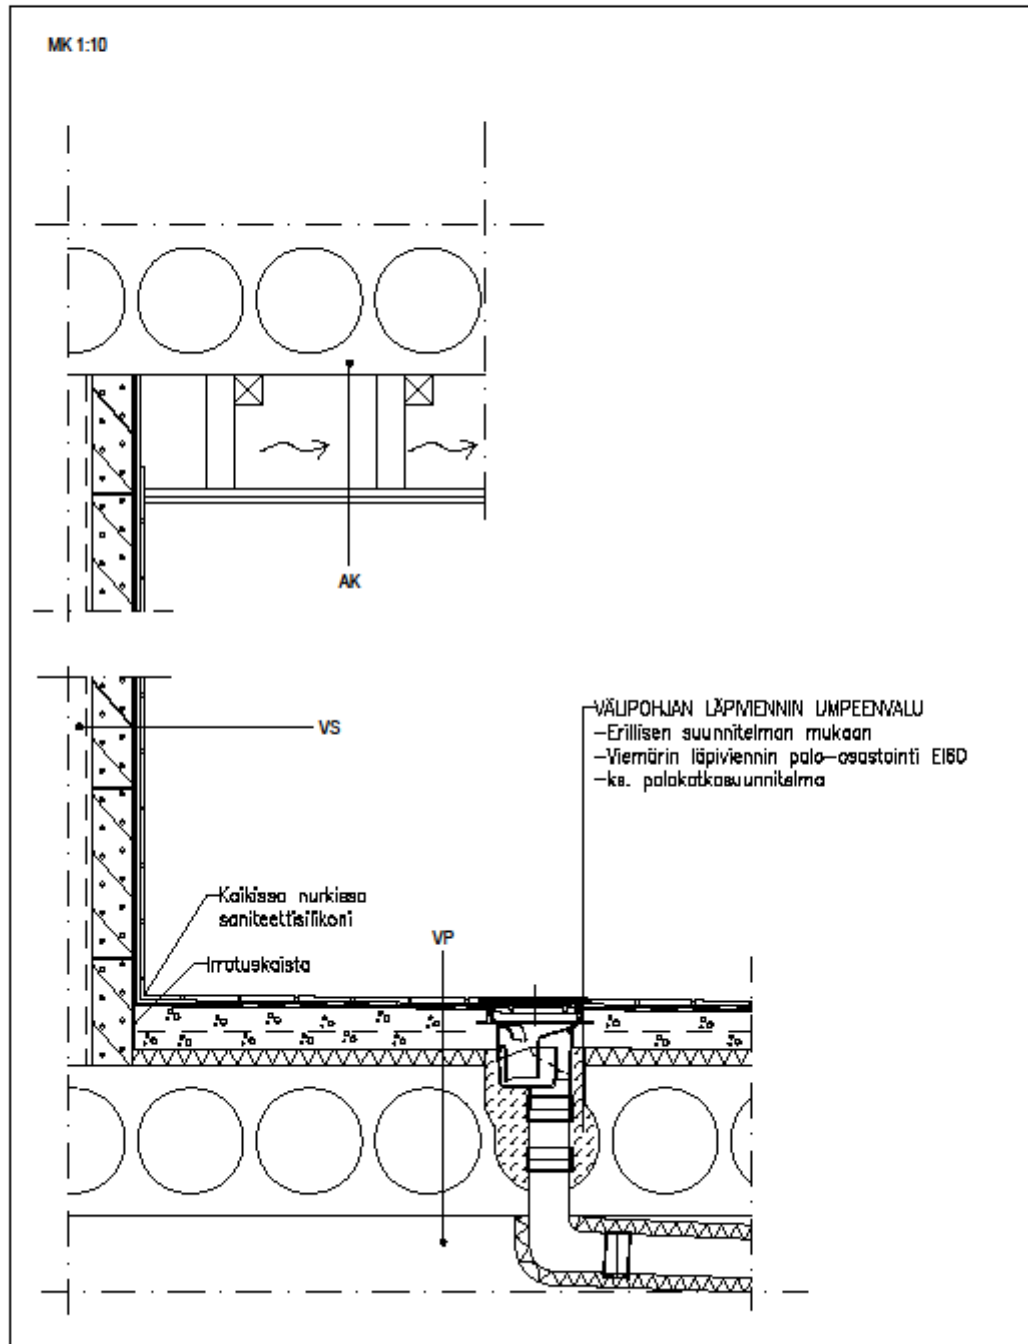 MK 1:10
AK
VS
VÄLIPOHJAN LÄPIVIENNIN UMPEENVALU
-Erillisen suunnitelman mukaan
-Viemärin läpiviennin palo-osastointi EI60
-ks. palokatkosuunnitelma
Kaikissa nurkissa
saniteettisilikoni
VP
Irrotuskaista